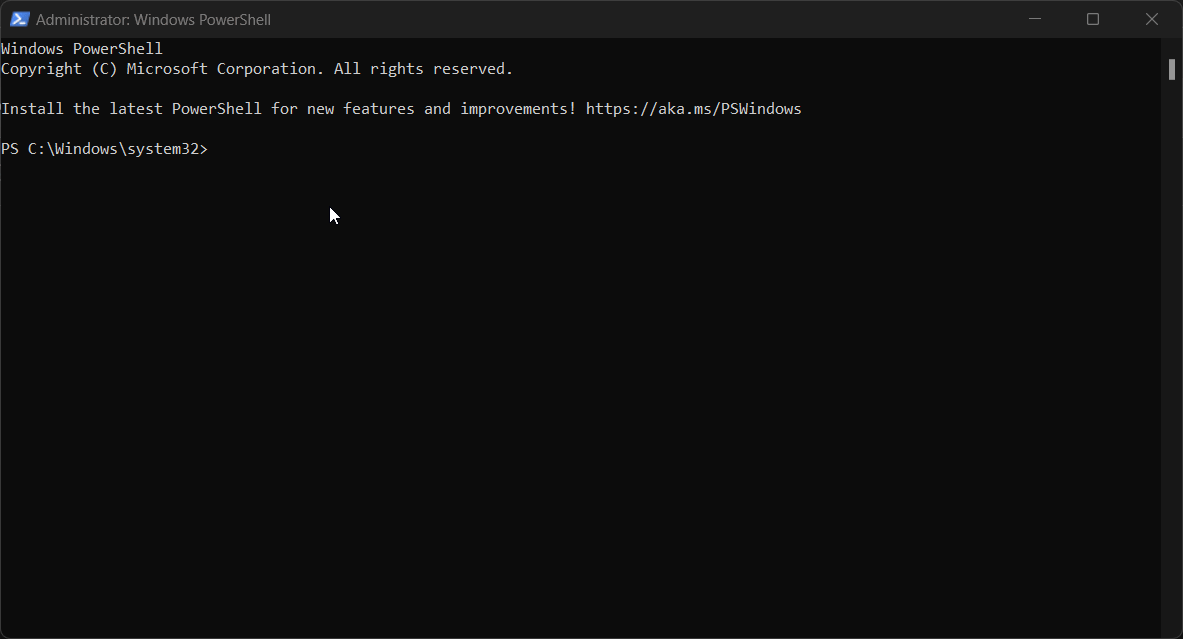 Administrator: Windows PowerShell
Windows PowerShell
Copyright (C) Microsoft Corporation. All rights reserved.
Install the latest PowerShell for new features and improvements! https://aka.ms/PSWindows
PS C:\Windows\system32>